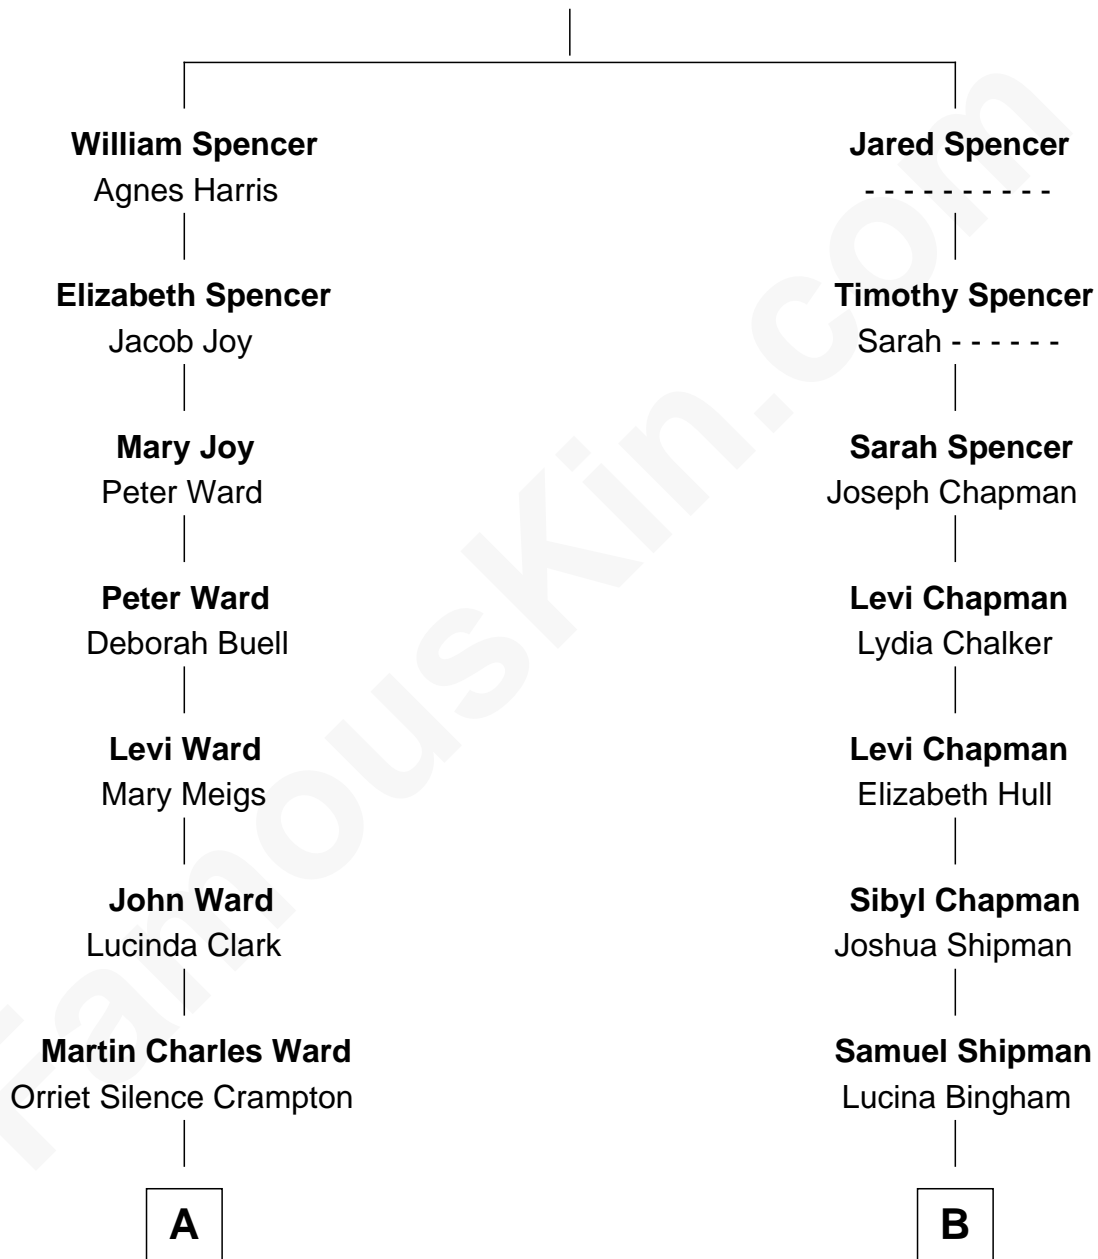 William Spencer
Agnes Harris
Jared Spencer
- - - - - - - - - -
Elizabeth Spencer
Jacob Joy
Timothy Spencer
Sarah - - - - - -
Mary Joy
Peter Ward
Sarah Spencer
Joseph Chapman
Peter Ward
Deborah Buell
Levi Chapman
Lydia Chalker
Levi Ward
Mary Meigs
Levi Chapman
Elizabeth Hull
John Ward
Lucinda Clark
Sibyl Chapman
Joshua Shipman
Martin Charles Ward
Orriet Silence Crampton
Samuel Shipman
Lucina Bingham
A
B
FamousKin.com